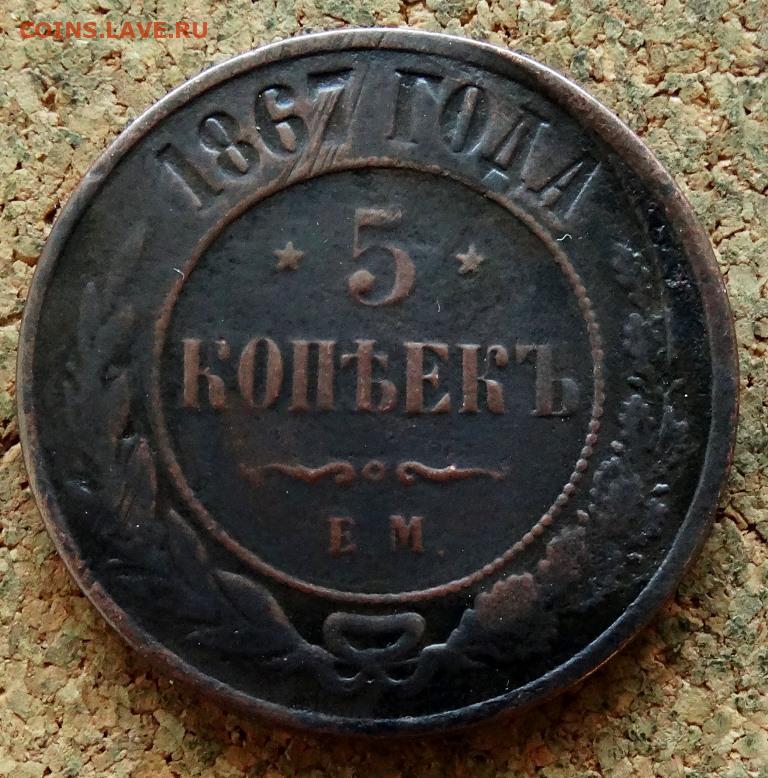 COINS.LAVE.RU
1867 ГОДА
5
КОПѢЕКЪ
Е М.